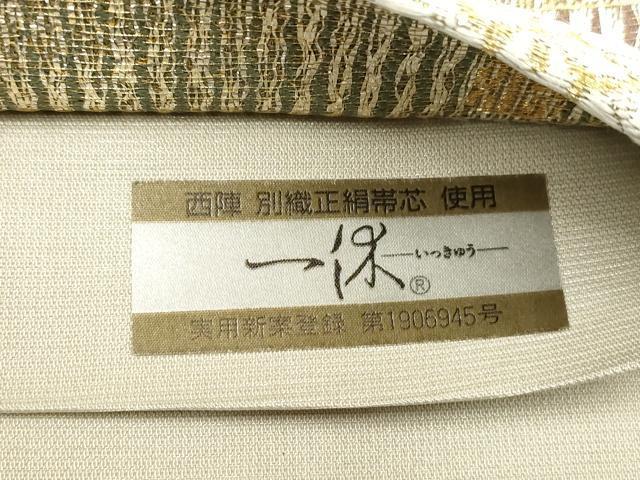 西陣 別織正絹帯芯 使用
一休 ―いっきゅう― ®
実用新案登録 第1906945号